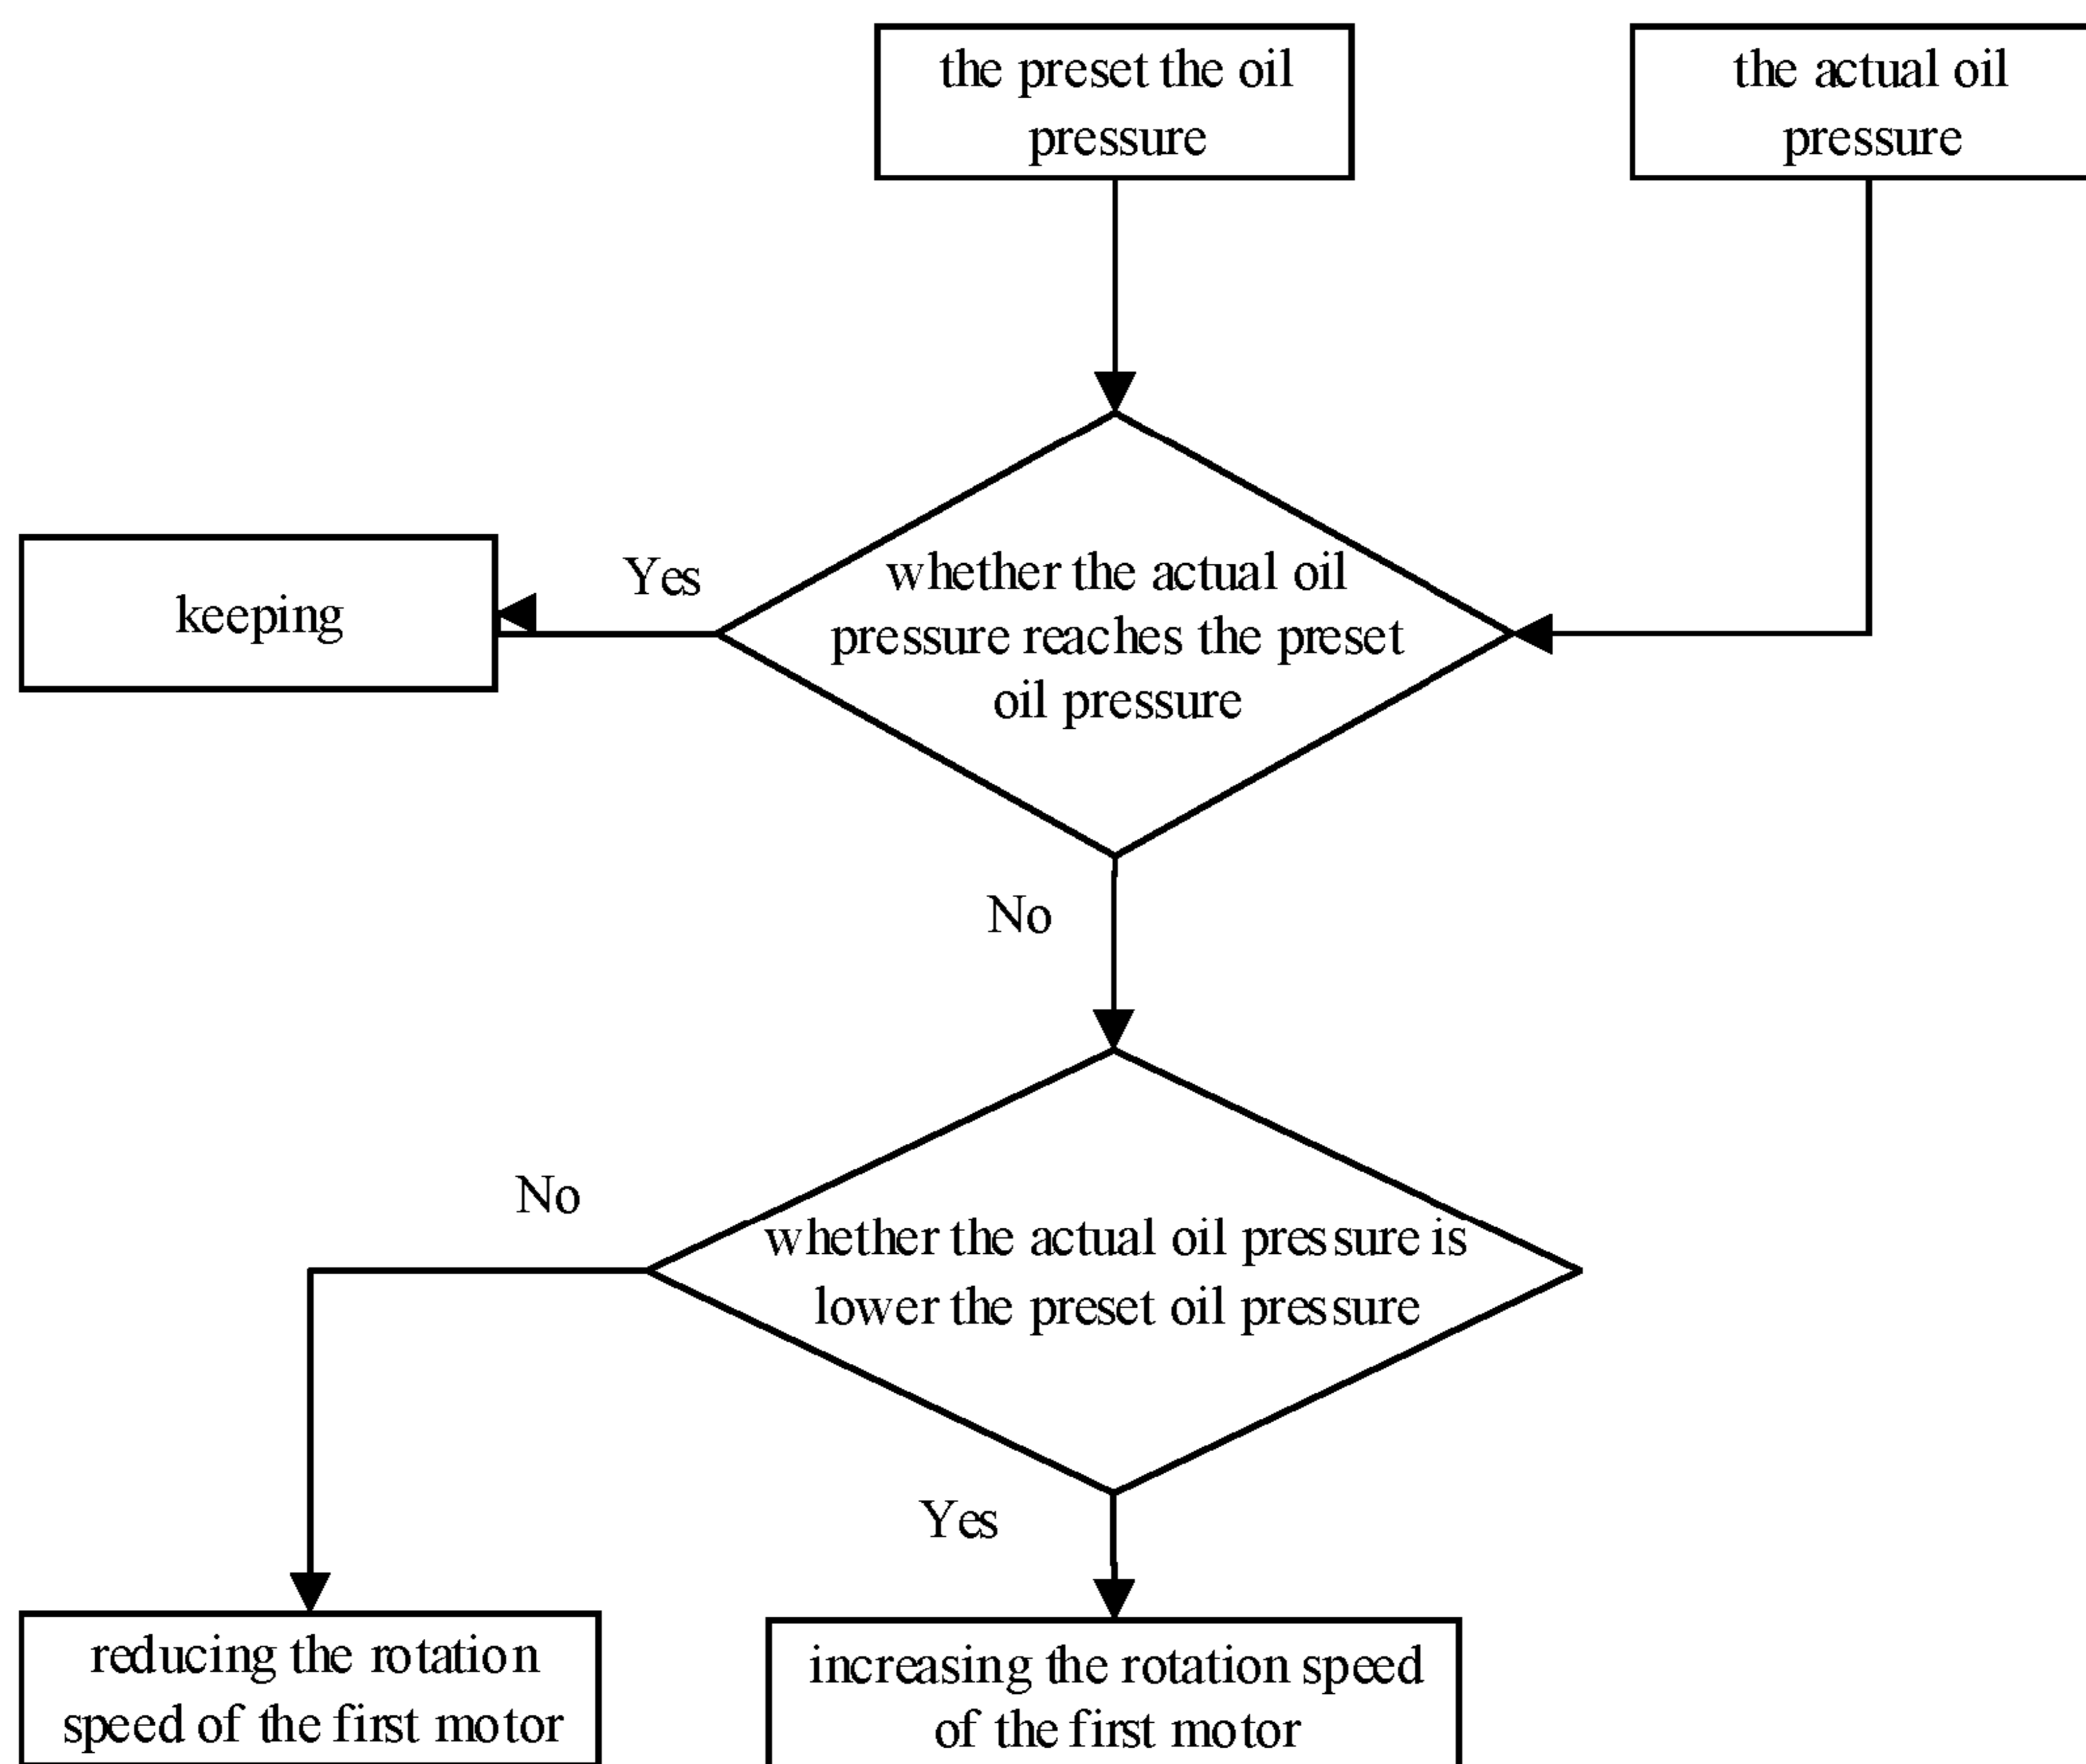 the preset the oil
pressure
the actual oil
pressure
whether the actual oil
pressure reaches the preset
oil pressure
Yes
keeping
No
whether the actual oil pressure is
lower the preset oil pressure
No
Yes
reducing the rotation
speed of the first motor
increasing the rotation speed
of the first motor